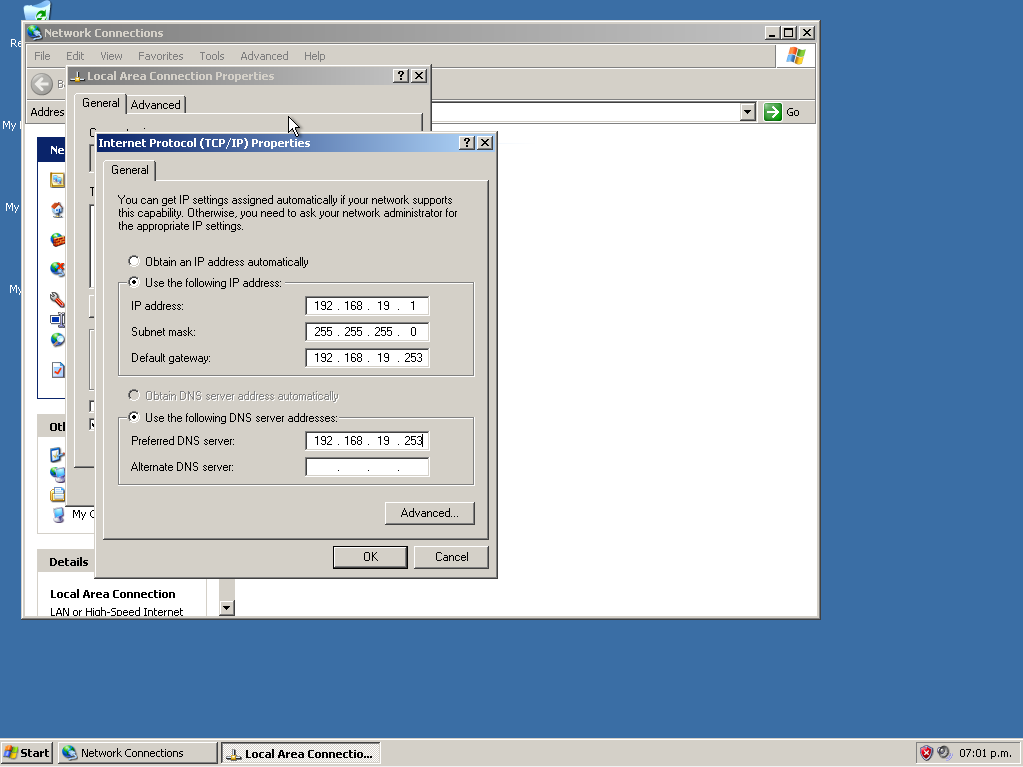 Network Connections
File Edit View Favorites Tools Advanced Help
Local Area Connection Properties
General Advanced
Go
Internet Protocol (TCP/IP) Properties
General
You can get IP settings assigned automatically if your network supports
this capability. Otherwise, you need to ask your network administrator for
the appropriate IP settings.
Obtain an IP address automatically
Use the following IP address:
IP address: 192 . 168 . 19 . 1
Subnet mask: 255 . 255 . 255 . 0
Default gateway: 192 . 168 . 19 . 253
Obtain DNS server address automatically
Use the following DNS server addresses:
Preferred DNS server: 192 . 168 . 19 . 253
Alternate DNS server: . . .
Advanced...
OK Cancel
My
My
My
Details
Local Area Connection
LAN or High-Speed Internet
Start Network Connections Local Area Connectio... 07:01 p.m.